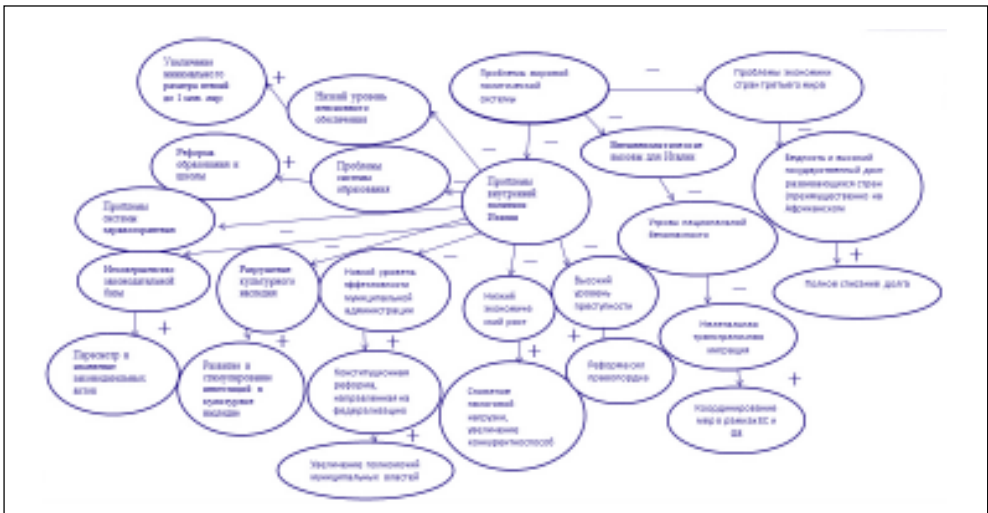 Увеличение
минимального
размера пенсий
до 1 млн. лир
Низкий уровень
пенсионного
обеспечения
Проблемы мировой
политической
системы
Проблемы экономики
стран третьего мира
Реформа
образования и
школы
Проблемы
системы
образования
Проблемы
внутренней
политики
Италии
Внешнеполитические
вызовы для Италии
Бедность и высокий
государственный долг
развивающихся стран
(преимущественно на
Африканском
Проблемы
системы
здравоохранения
Угрозы национальной
безопасности
Несовершенство
законодательной
базы
Разрушение
культурного
наследия
Низкий уровень
эффективности
муниципальной
администрации
Низкий
экономиче
ский рост
Высокий
уровень
преступности
Полное списание долга
Нелегальная
миграция
Пересмотр и
законодательных
актов
Развитие и
стимулирование
инвестиций в
культурное
наследие
Конституционная
реформа,
направленная на
федерализацию
Снижение
налоговой
нагрузки,
увеличение
конкурентоспособ
Реформа сил
правопорядка
Координирование
мер в рамках ЕС и
Увеличение полномочий
муниципальных властей